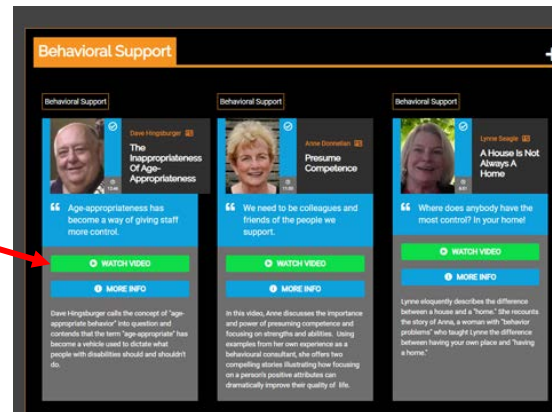 Behavioral Support
Behavioral Support
Dave Hingsburger
The
Inappropriateness
Of Age-
Appropriateness
Age-appropriateness has
become a way of giving staff
more control.
WATCH VIDEO
MORE INFO
Dave Hingsburger calls the concept of "age-
appropriate behavior" into question and
contends that the term "age-appropriate" has
become a vehicle used to dictate what
people with disabilities should and shouldn't
do.
Behavioral Support
Anne Donnellan
Presume
Competence
We need to be colleagues and
friends of the people we
support.
WATCH VIDEO
MORE INFO
In this video, Anne discusses the importance
and power of presuming competence and
focusing on strengths and abilities. Using
examples from her own experience as a
behavioural consultant, she offers two
compelling stories illustrating how focusing
on a person's positive attributes can
dramatically improve their quality of life.
Behavioral Support
Lynne Seagle
A House Is Not
Always A
Home
Where does anybody have the
most control? In your home!
WATCH VIDEO
MORE INFO
Lynne eloquently describes the difference
between a house and a "home." She recounts
the story of Anna, a woman with "behavior
problems" who taught Lynne the difference
between having your own place and "having
a home."